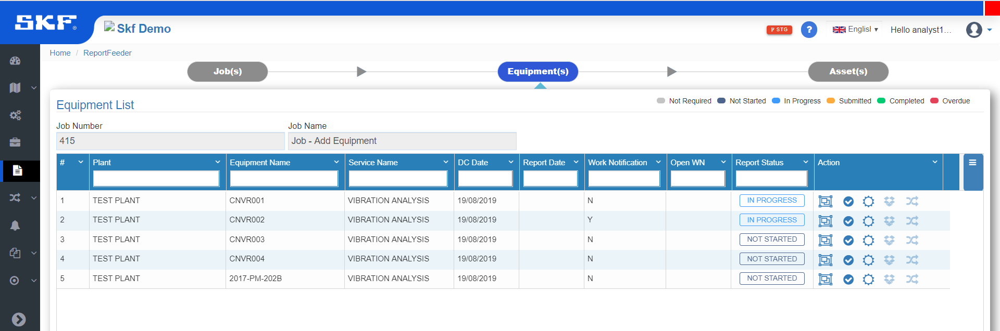 SKF®
Skf Demo
STG
?
English
Hello analyst1...
Home / ReportFeeder
Job(s)
Equipment(s)
Asset(s)
Equipment List
Not Required Not Started In Progress Submitted Completed Overdue
Job Number Job Name
415 Job - Add Equipment
# Plant Equipment Name Service Name DC Date Report Date Work Notification Open WN Report Status Action
1 TEST PLANT CNVR001 VIBRATION ANALYSIS 19/08/2019 N IN PROGRESS
2 TEST PLANT CNVR002 VIBRATION ANALYSIS 19/08/2019 Y IN PROGRESS
3 TEST PLANT CNVR003 VIBRATION ANALYSIS 19/08/2019 N NOT STARTED
4 TEST PLANT CNVR004 VIBRATION ANALYSIS 19/08/2019 N NOT STARTED
5 TEST PLANT 2017-PM-202B VIBRATION ANALYSIS 19/08/2019 N NOT STARTED